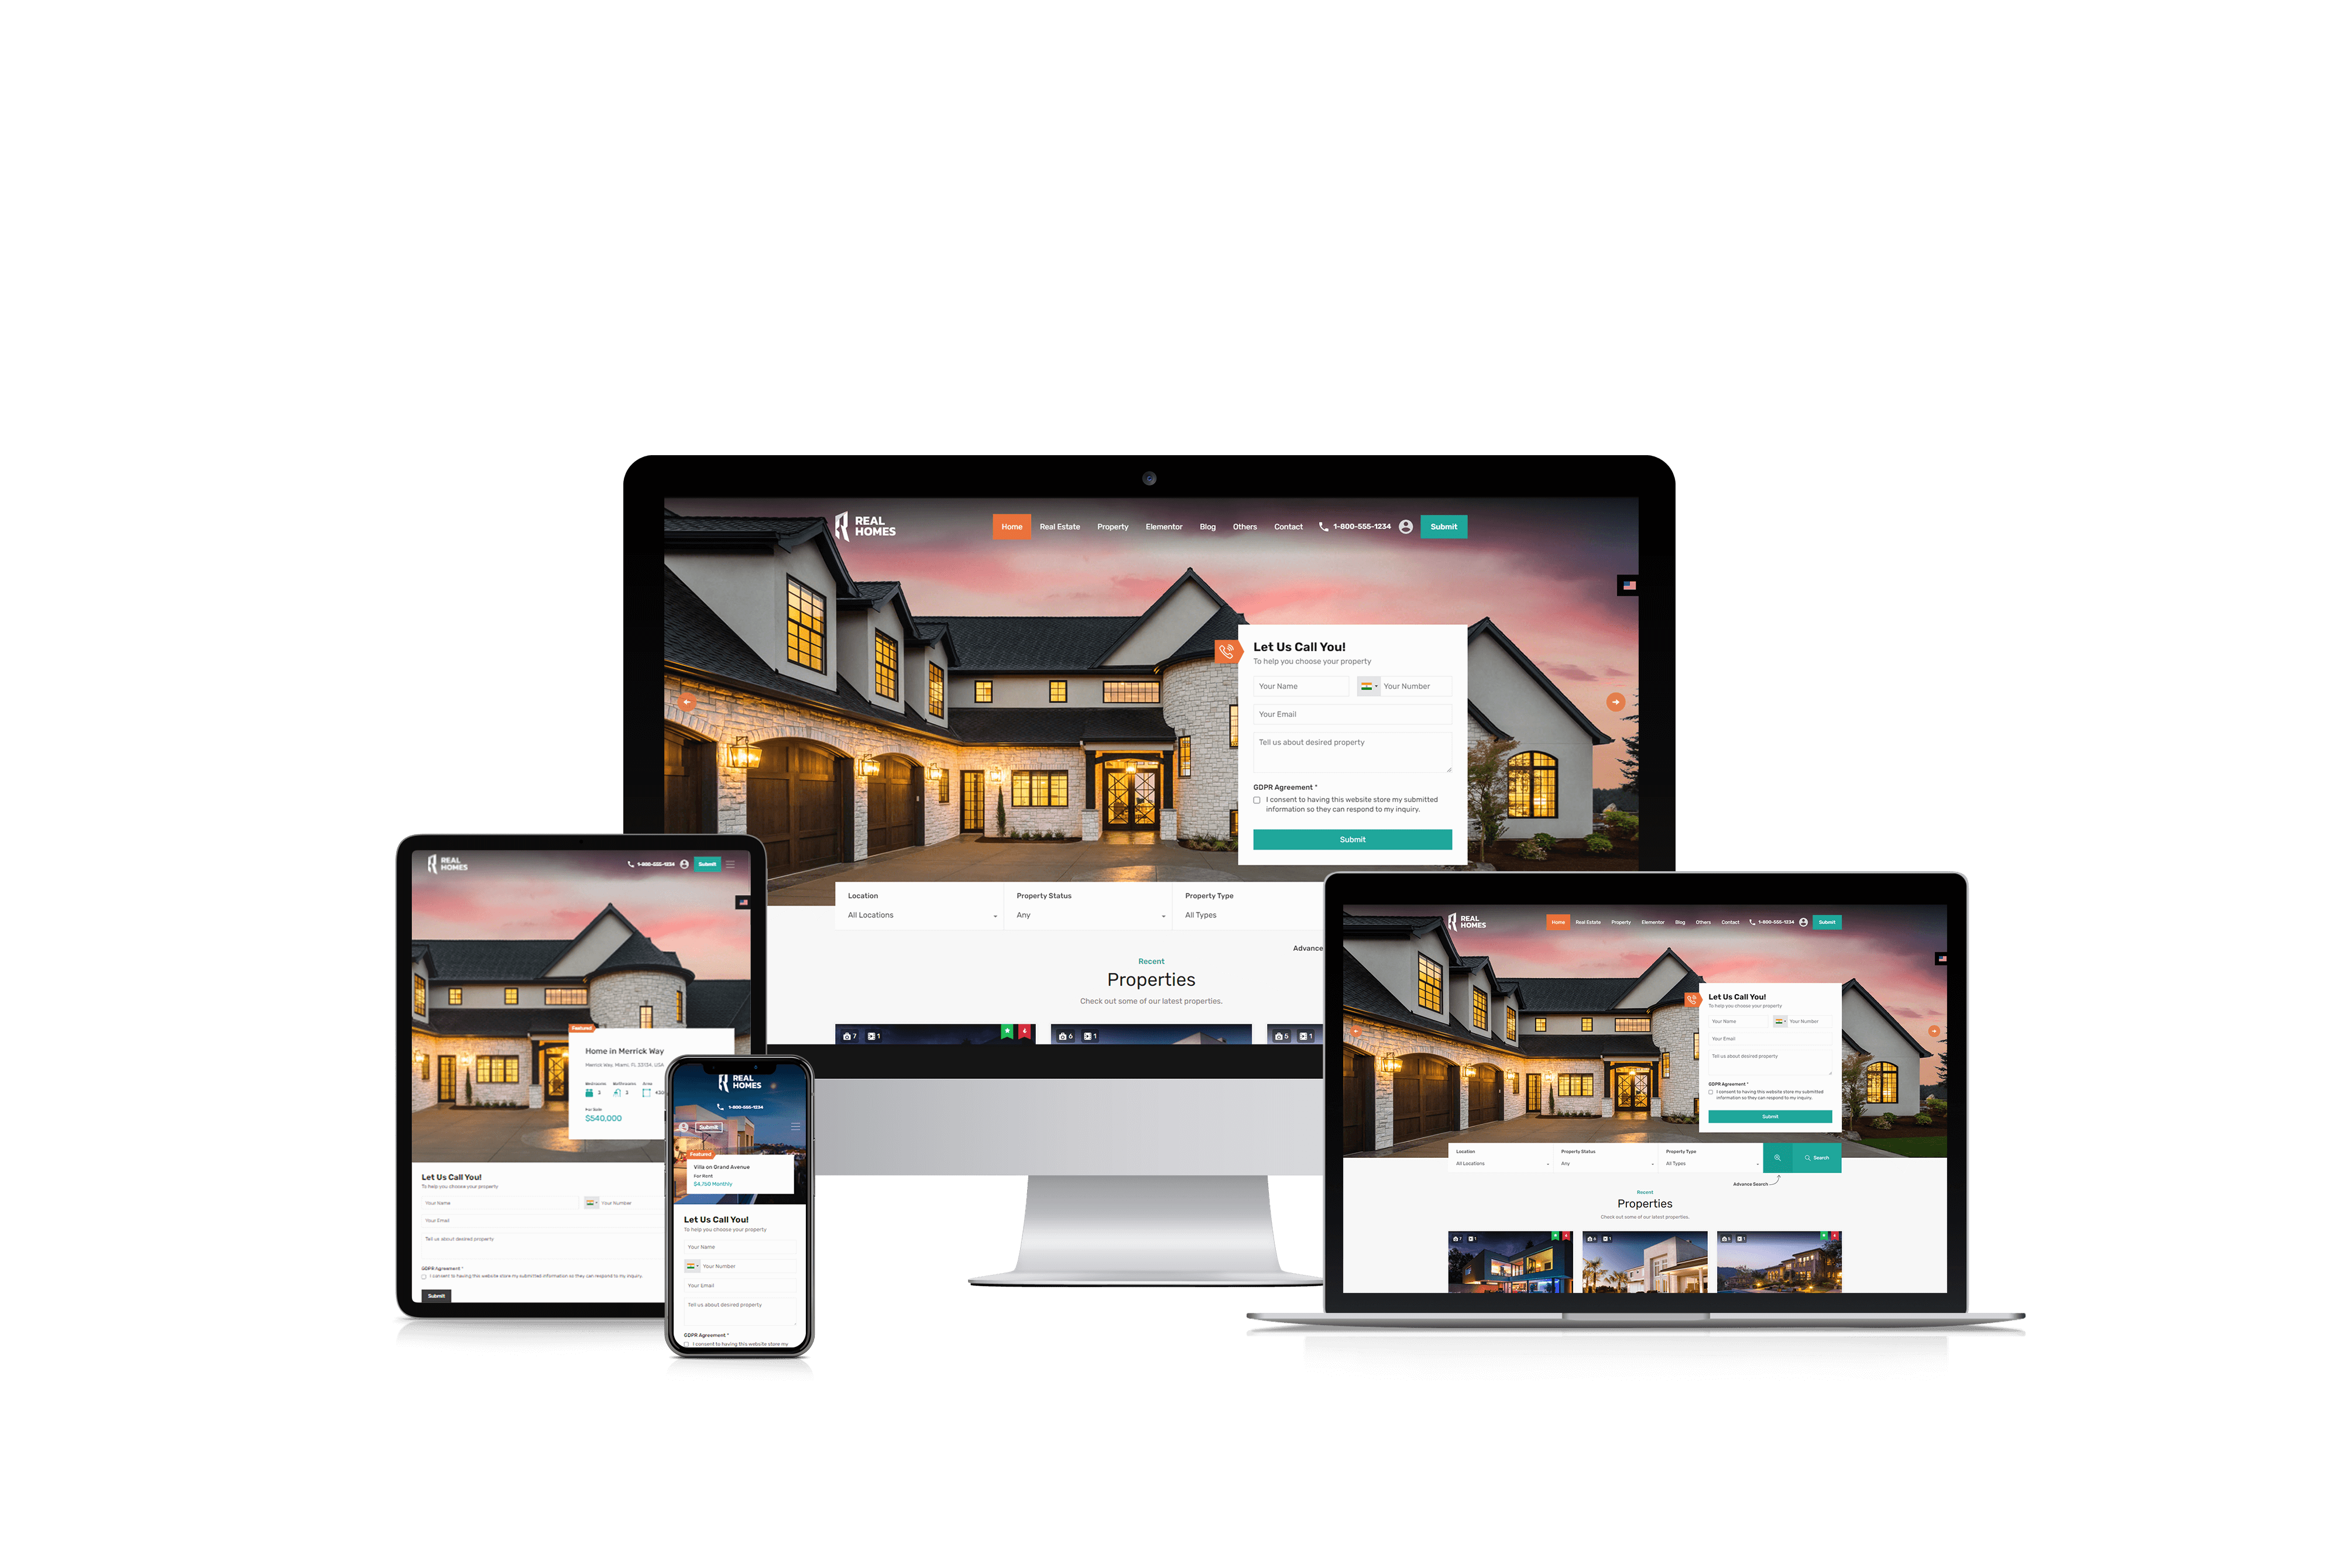 REAL
HOMES
Home Real Estate Property Elementor Blog Others Contact 1-800-555-1234 Submit
Let Us Call You!
To help you choose your property
Your Name Your Number
Your Email
Tell us about desired property
GDPR Agreement *
I consent to having this website store my submitted
information so they can respond to my inquiry.
Submit
Location Property Status Property Type
All Locations Any All Types
Advance
Recent
Properties
Check out some of our latest properties.
7 1 6 1 5 1
REAL
HOMES
1-800-555-1234 Submit
Featured
Home in Merrick Way
Merrick Way, Miami, FL 33134, USA
Bedrooms Bathrooms Area
3 3
For Sale
$540,000
Let Us Call You!
To help you choose your property
Your Name Your Number
Your Email
Tell us about desired property
GDPR Agreement *
I consent to having this website store my submitted information so they can respond to my inquiry.
Submit
REAL
HOMES
1-800-555-1234
Submit
Featured
Villa on Grand Avenue
For Rent
$4,750 Monthly
Let Us Call You!
To help you choose your property
Your Name
Your Number
Your Email
Tell us about desired property
GDPR Agreement *
I consent to having this website store my
REAL
HOMES
Home Real Estate Property Elementor Blog Others Contact 1-800-555-1234 Submit
Let Us Call You!
To help you choose your property
Your Name Your Number
Your Email
Tell us about desired property
GDPR Agreement *
I consent to having this website store my submitted
information so they can respond to my inquiry.
Submit
Location Property Status Property Type
All Locations Any All Types Search
Advance Search
Recent
Properties
Check out some of our latest properties.
7 1 6 1 5 1